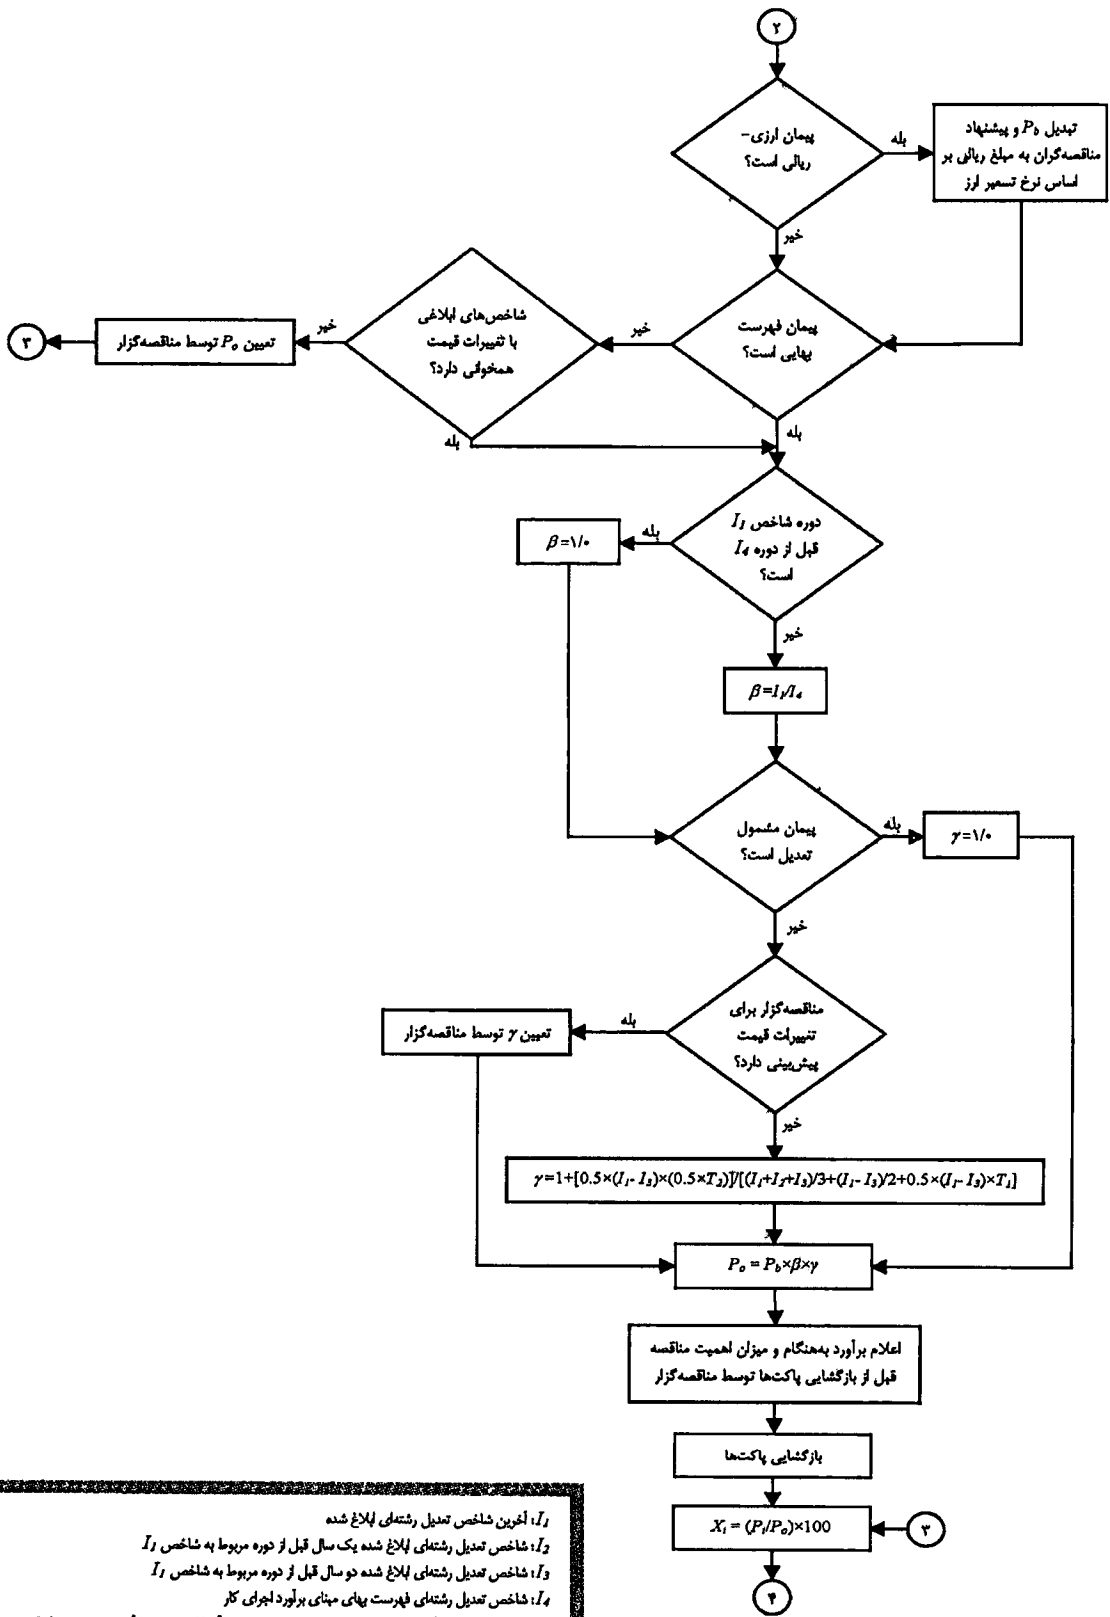 ۲
پیمان ارزی-
ریالی است؟
بله
تبدیل P_b و پیشنهاد
مناقصه‌گران به مبلغ ریالی بر
اساس نرخ تسعیر ارز
خیر
پیمان فهرست
بهایی است؟
خیر
شاخص‌های ابلاغی
با تغییرات قیمت
همخوانی دارد؟
خیر
تعیین P_o توسط مناقصه‌گزار
۳
بله
بله
دوره شاخص I_1
قبل از دوره I_4
است؟
بله
β=۱/۰
خیر
β=I_1/I_4
پیمان مشمول
تعدیل است؟
بله
γ=۱/۰
خیر
مناقصه‌گزار برای
تغییرات قیمت
پیش‌بینی دارد؟
بله
تعیین γ توسط مناقصه‌گزار
خیر
γ=1+[0.5×(I_1-I_3)×(0.5×T_2)]/[(I_1+I_2+I_3)/3+(I_1-I_3)/2+0.5×(I_1-I_3)×T_1]
P_o = P_b×β×γ
اعلام برآورد به‌هنگام و میزان اهمیت مناقصه
قبل از بازگشایی پاکت‌ها توسط مناقصه‌گزار
بازگشایی پاکت‌ها
X_i = (P_i/P_o)×100
۳
۴
I_1: آخرین شاخص تعدیل رشته‌ای ابلاغ شده
I_2: شاخص تعدیل رشته‌ای ابلاغ شده یک سال قبل از دوره مربوط به شاخص I_1
I_3: شاخص تعدیل رشته‌ای ابلاغ شده دو سال قبل از دوره مربوط به شاخص I_1
I_4: شاخص تعدیل رشته‌ای فهرست بهای مبنای برآورد اجرای کار